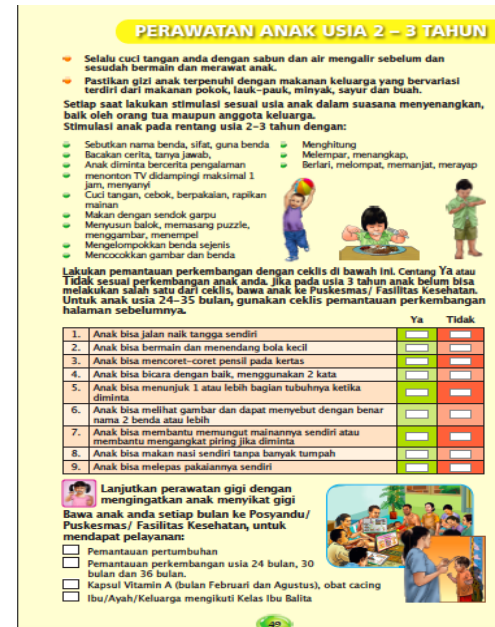 PERAWATAN ANAK USIA 2 – 3 TAHUN
Selalu cuci tangan anda dengan sabun dan air mengalir sebelum dan
sesudah bermain dan merawat anak.
Pastikan gizi anak terpenuhi dengan makanan keluarga yang bervariasi
terdiri dari makanan pokok, lauk-pauk, minyak, sayur dan buah.
Setiap saat lakukan stimulasi sesuai usia anak dalam suasana menyenangkan,
baik oleh orang tua maupun anggota keluarga.
Stimulasi anak pada rentang usia 2–3 tahun dengan:
Sebutkan nama benda, sifat, guna benda
Bacakan cerita, tanya jawab,
Anak diminta bercerita pengalaman
menonton TV didampingi maksimal 1
jam, menyanyi
Cuci tangan, cebok, berpakaian, rapikan
mainan
Makan dengan sendok garpu
Menyusun balok, memasang puzzle,
menggambar, menempel
Mengelompokkan benda sejenis
Mencocokkan gambar dan benda
Menghitung
Melempar, menangkap,
Berlari, melompat, memanjat, merayap
Lakukan pemantauan perkembangan dengan ceklis di bawah ini. Centang Ya atau
Tidak sesuai perkembangan anak anda. Jika pada usia 3 tahun anak belum bisa
melakukan salah satu dari ceklis, bawa anak ke Puskesmas/ Fasilitas Kesehatan.
Untuk anak usia 24–35 bulan, gunakan ceklis pemantauan perkembangan
halaman sebelumnya.
Ya Tidak
1. Anak bisa jalan naik tangga sendiri
2. Anak bisa bermain dan menendang bola kecil
3. Anak bisa mencoret–coret pensil pada kertas
4. Anak bisa bicara dengan baik, menggunakan 2 kata
5. Anak bisa menunjuk 1 atau lebih bagian tubuhnya ketika
diminta
6. Anak bisa melihat gambar dan dapat menyebut dengan benar
nama 2 benda atau lebih
7. Anak bisa membantu memungut mainannya sendiri atau
membantu mengangkat piring jika diminta
8. Anak bisa makan nasi sendiri tanpa banyak tumpah
9. Anak bisa melepas pakaiannya sendiri
Lanjutkan perawatan gigi dengan
mengingatkan anak menyikat gigi
Bawa anak anda setiap bulan ke Posyandu/
Puskesmas/ Fasilitas Kesehatan, untuk
mendapat pelayanan:
Pemantauan pertumbuhan
Pemantauan perkembangan usia 24 bulan, 30
bulan dan 36 bulan.
Kapsul Vitamin A (bulan Februari dan Agustus), obat cacing
Ibu/Ayah/Keluarga mengikuti Kelas Ibu Balita
49